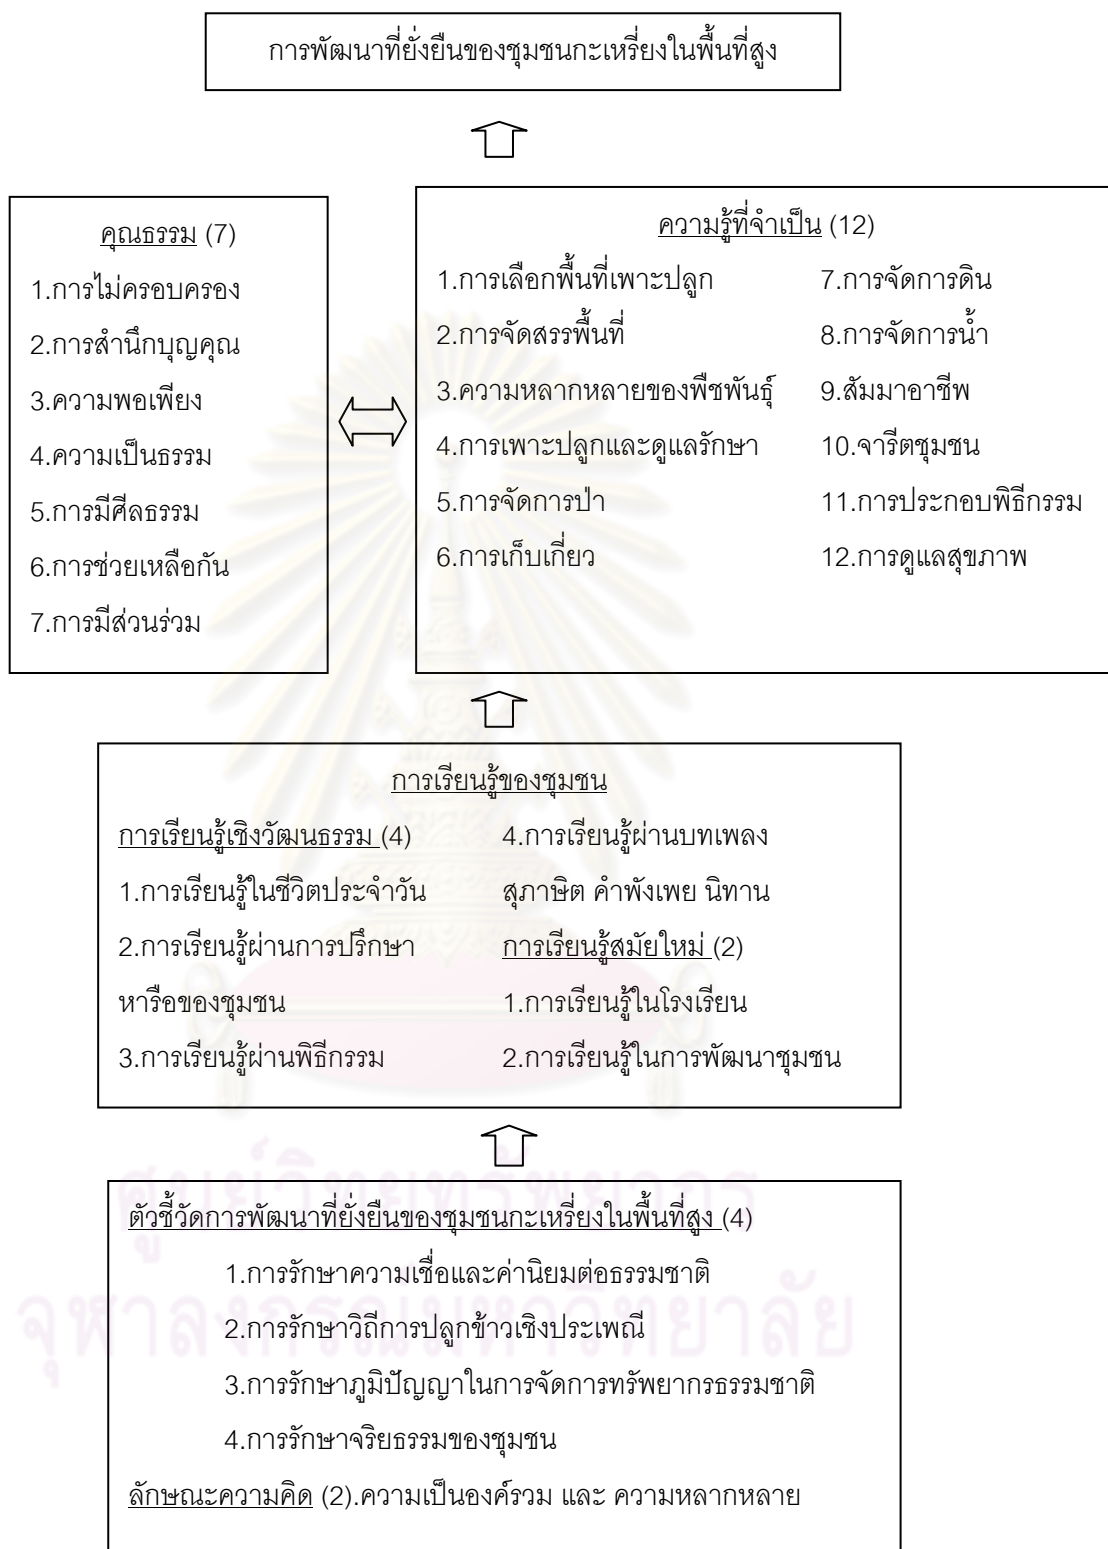 การพัฒนาที่ยั่งยืนของชุมชนกะเหรี่ยงในพื้นที่สูง
คุณธรรม (7)
1.การไม่ครอบครอง
2.การสำนึกบุญคุณ
3.ความพอเพียง
4.ความเป็นธรรม
5.การมีศีลธรรม
6.การช่วยเหลือกัน
7.การมีส่วนร่วม
ความรู้ที่จำเป็น (12)
1.การเลือกพื้นที่เพาะปลูก
2.การจัดสรรพื้นที่
3.ความหลากหลายของพืชพันธุ์
4.การเพาะปลูกและดูแลรักษา
5.การจัดการป่า
6.การเก็บเกี่ยว
7.การจัดการดิน
8.การจัดการน้ำ
9.สัมมาอาชีพ
10.จารีตชุมชน
11.การประกอบพิธีกรรม
12.การดูแลสุขภาพ
การเรียนรู้ของชุมชน
การเรียนรู้เชิงวัฒนธรรม (4)
1.การเรียนรู้ในชีวิตประจำวัน
2.การเรียนรู้ผ่านการปรึกษา
หารือของชุมชน
3.การเรียนรู้ผ่านพิธีกรรม
4.การเรียนรู้ผ่านบทเพลง
สุภาษิต คำพังเพย นิทาน
การเรียนรู้สมัยใหม่ (2)
1.การเรียนรู้ในโรงเรียน
2.การเรียนรู้ในการพัฒนาชุมชน
ตัวชี้วัดการพัฒนาที่ยั่งยืนของชุมชนกะเหรี่ยงในพื้นที่สูง (4)
1.การรักษาความเชื่อและค่านิยมต่อธรรมชาติ
2.การรักษาวิถีการปลูกข้าวเชิงประเพณี
3.การรักษาภูมิปัญญาในการจัดการทรัพยากรธรรมชาติ
4.การรักษาจริยธรรมของชุมชน
ลักษณะความคิด (2).ความเป็นองค์รวม และ ความหลากหลาย
ศูนย์วิทยทรัพยากร
จุฬาลงกรณ์มหาวิทยาลัย